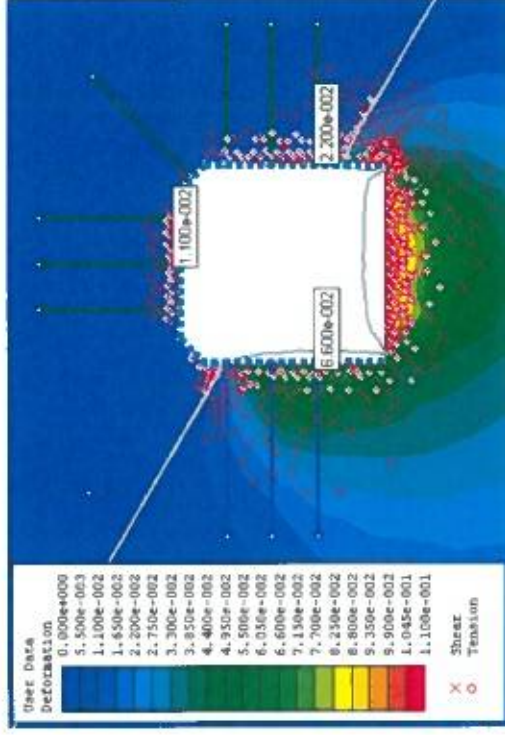 User Data
Deformation
0.000e+000
5.500e-003
1.100e-002
1.650e-002
2.200e-002
2.750e-002
3.300e-002
3.850e-002
4.400e-002
4.950e-002
5.500e-002
6.050e-002
6.600e-002
7.150e-002
7.700e-002
8.250e-002
8.800e-002
9.350e-002
9.900e-002
1.045e-001
1.100e-001
Shear
Tension
1.100e-002
6.600e-002
2.200e-002